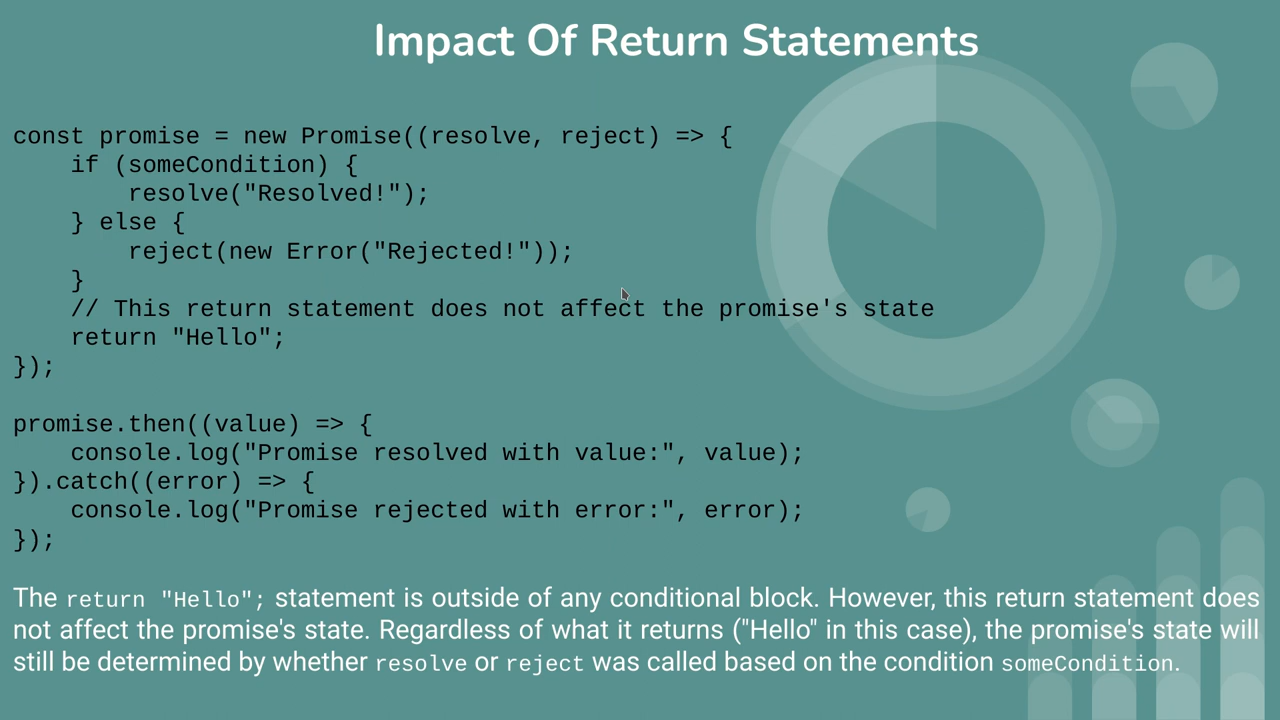 Impact Of Return Statements
const promise = new Promise((resolve, reject) => {
    if (someCondition) {
        resolve("Resolved!");
    } else {
        reject(new Error("Rejected!"));
    }
    // This return statement does not affect the promise's state
    return "Hello";
});

promise.then((value) => {
    console.log("Promise resolved with value:", value);
}).catch((error) => {
    console.log("Promise rejected with error:", error);
});

The return "Hello"; statement is outside of any conditional block. However, this return statement does
not affect the promise's state. Regardless of what it returns ("Hello" in this case), the promise's state will
still be determined by whether resolve or reject was called based on the condition someCondition.